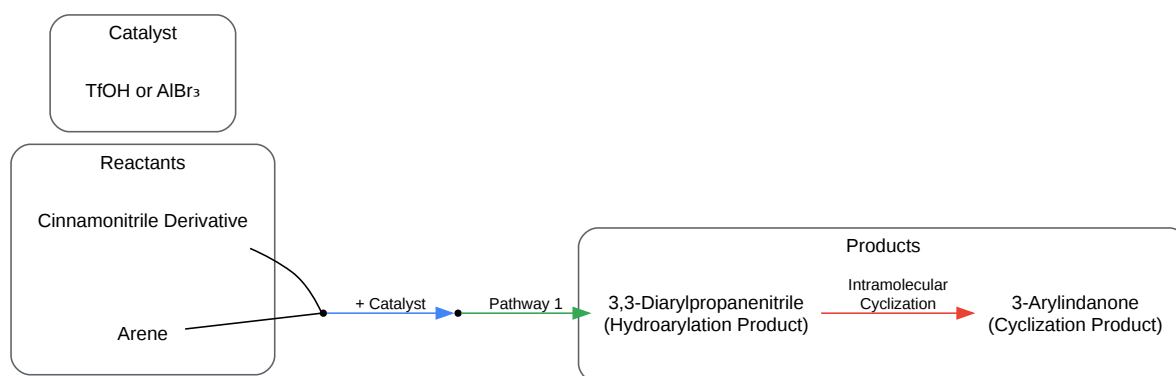 Catalyst
TfOH or AlBr₃
Reactants
Cinnamonitrile Derivative
Arene
+ Catalyst
Pathway 1
Products
3,3-Diarylpropanenitrile
(Hydroarylation Product)
Intramolecular
Cyclization
3-Arylindanone
(Cyclization Product)